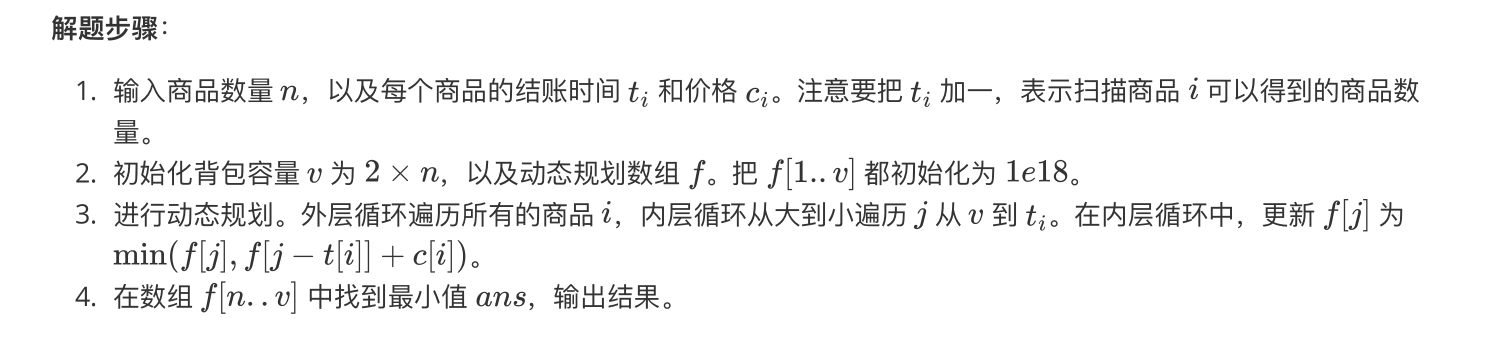 解题步骤：
1. 输入商品数量 n，以及每个商品的结账时间 tᵢ 和价格 cᵢ。注意要把 tᵢ 加一，表示扫描商品 i 可以得到的商品数
量。
2. 初始化背包容量 v 为 2 × n，以及动态规划数组 f。把 f[1..v] 都初始化为 1e18。
3. 进行动态规划。外层循环遍历所有的商品 i，内层循环从大到小遍历 j 从 v 到 tᵢ。在内层循环中，更新 f[j] 为
min(f[j], f[j − t[i]] + c[i])。
4. 在数组 f[n..v] 中找到最小值 ans，输出结果。